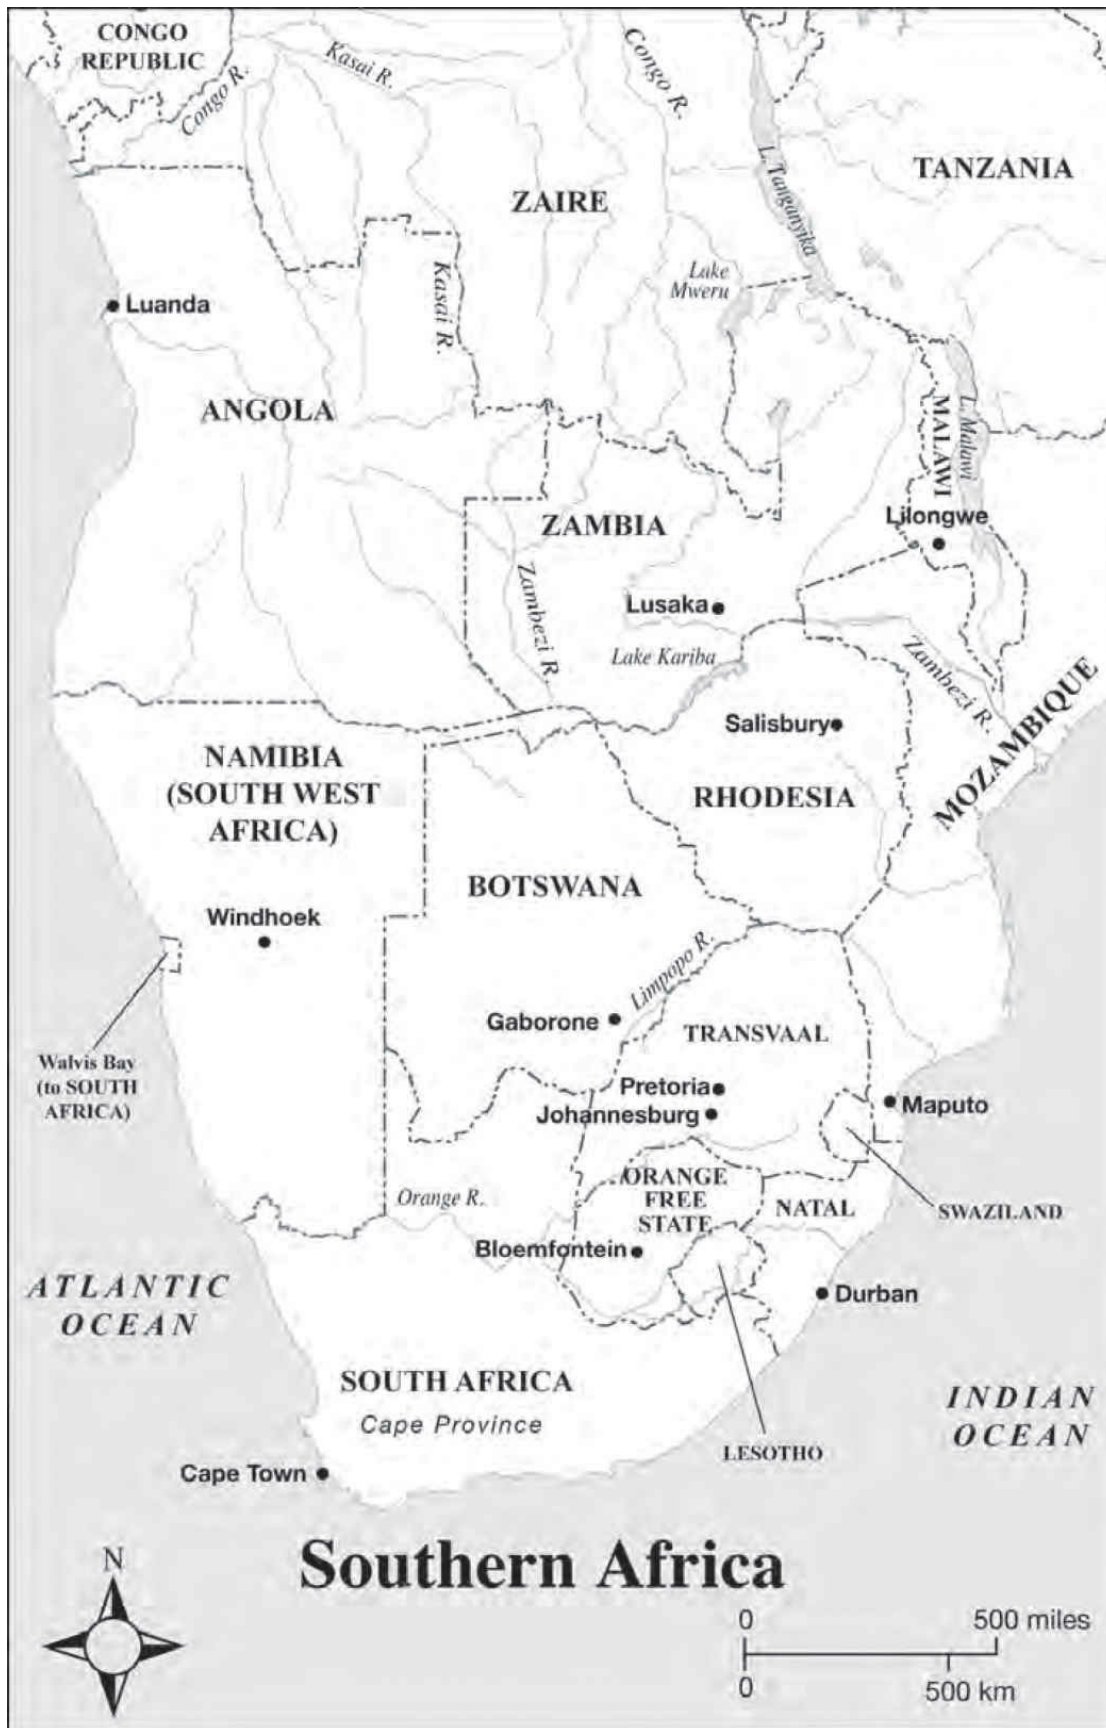 CONGO
REPUBLIC
Kasai R.
Congo R.
Congo R.
L. Tanganyika
TANZANIA
ZAIRE
Kasai R.
Lake
Mweru
Luanda
ANGOLA
MALAWI
L. Malawi
ZAMBIA
Lilongwe
Zambezi R.
Lusaka
Lake Kariba
Zambezi R.
MOZAMBIQUE
Salisbury
NAMIBIA
(SOUTH WEST
AFRICA)
RHODESIA
BOTSWANA
Windhoek
Limpopo R.
Gaborone
TRANSVAAL
Walvis Bay
(to SOUTH
AFRICA)
Pretoria
Johannesburg
Maputo
ORANGE
FREE
STATE
Orange R.
NATAL
SWAZILAND
Bloemfontein
ATLANTIC
OCEAN
Durban
SOUTH AFRICA
Cape Province
INDIAN
OCEAN
LESOTHO
Cape Town
Southern Africa
N
0 500 miles
0 500 km